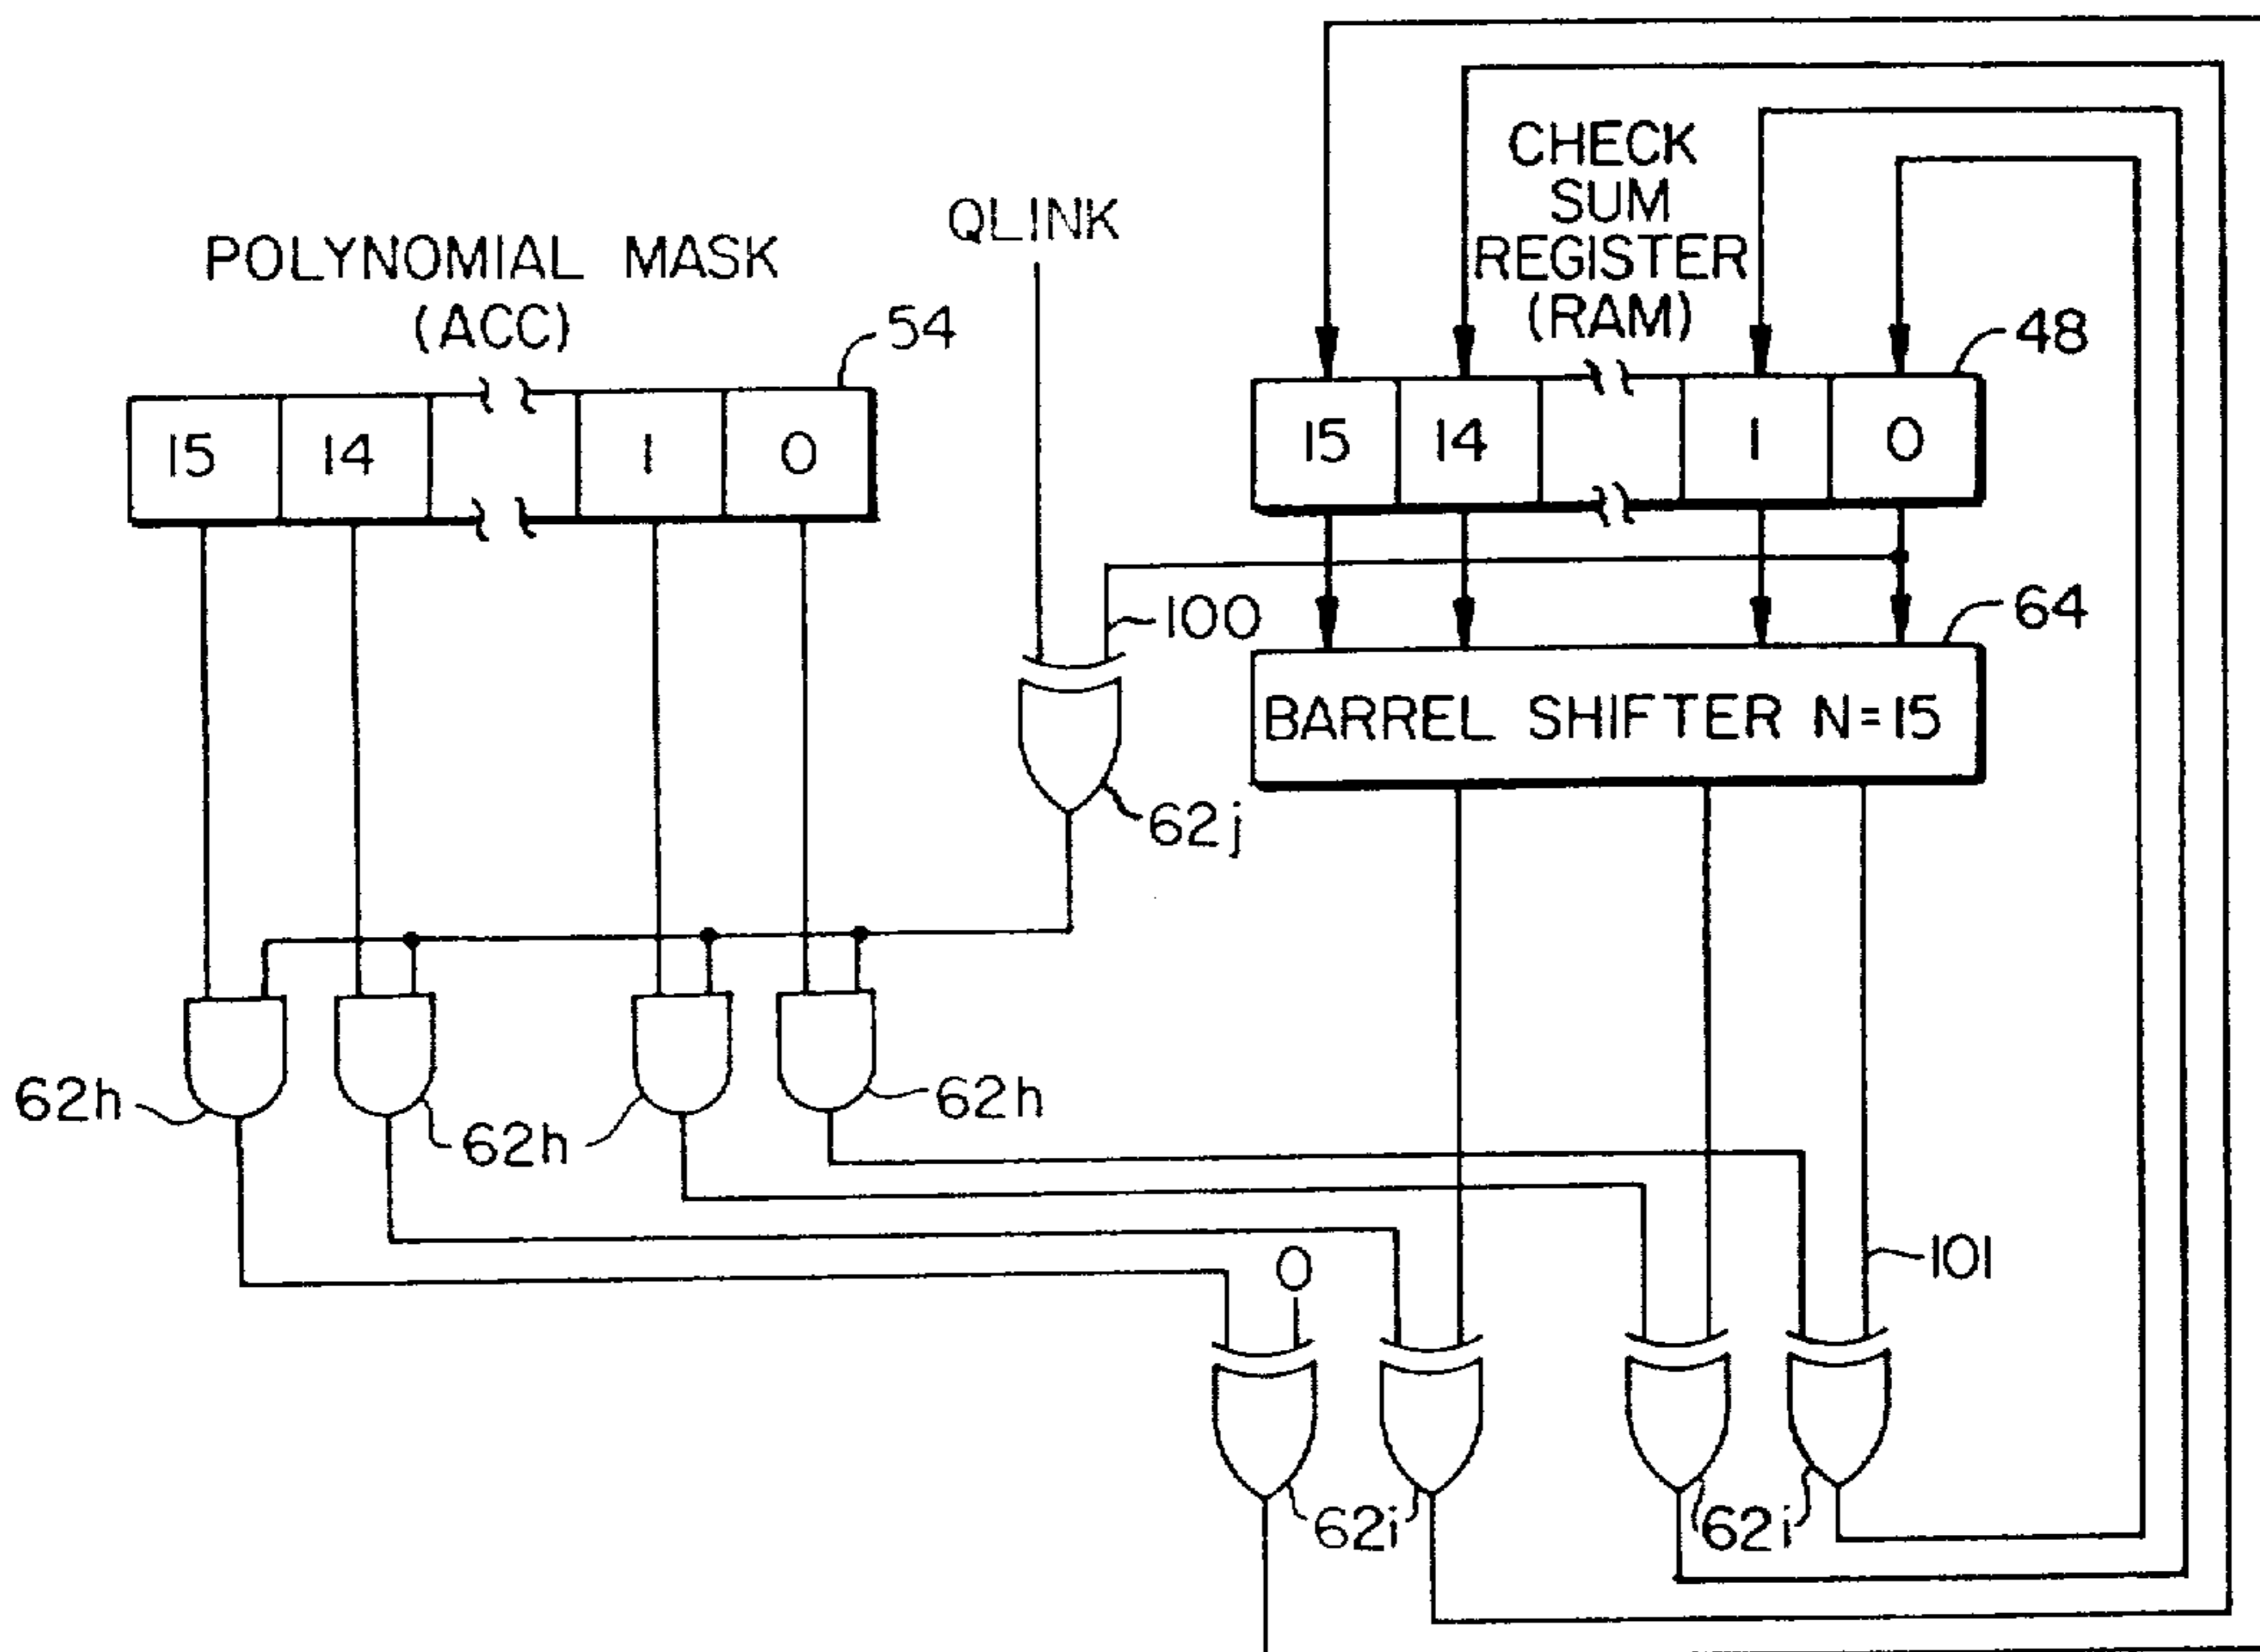 CHECK
SUM
REGISTER
(RAM)
QLINK
POLYNOMIAL MASK
(ACC)
54
48
15 14 1 0
15 14 1 0
100
64
BARREL SHIFTER N=15
62j
62h
62h
62h
0
101
62i
62i